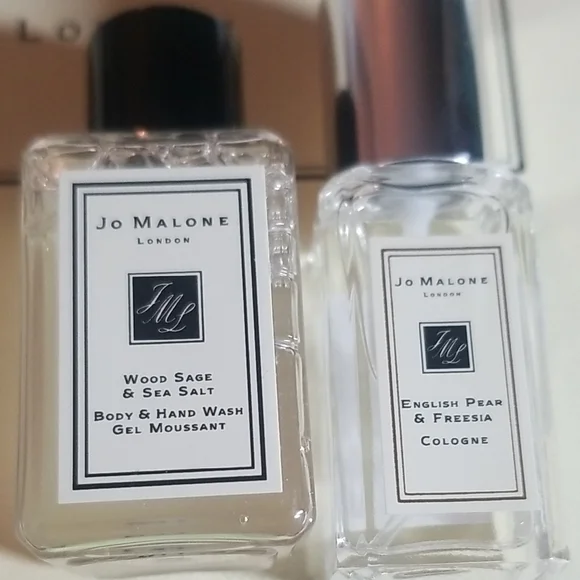 Jo Malone
London
JML
Wood Sage
& Sea Salt
Body & Hand Wash
Gel Moussant
Jo Malone
London
JML
English Pear
& Freesia
Cologne